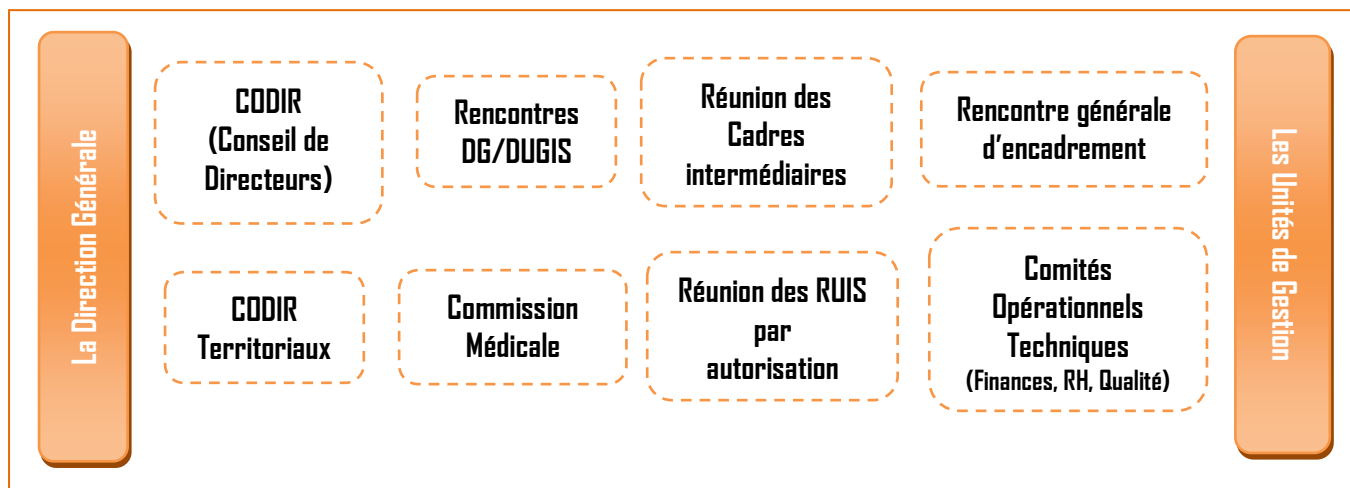 La Direction Générale
CODIR
(Conseil de
Directeurs)
Rencontres
DG/DUGIS
Réunion des
Cadres
intermédiaires
Rencontre générale
d'encadrement
CODIR
Territoriaux
Commission
Médicale
Réunion des RUIS
par
autorisation
Comités
Opérationnels
Techniques
(Finances, RH, Qualité)
Les Unités de Gestion